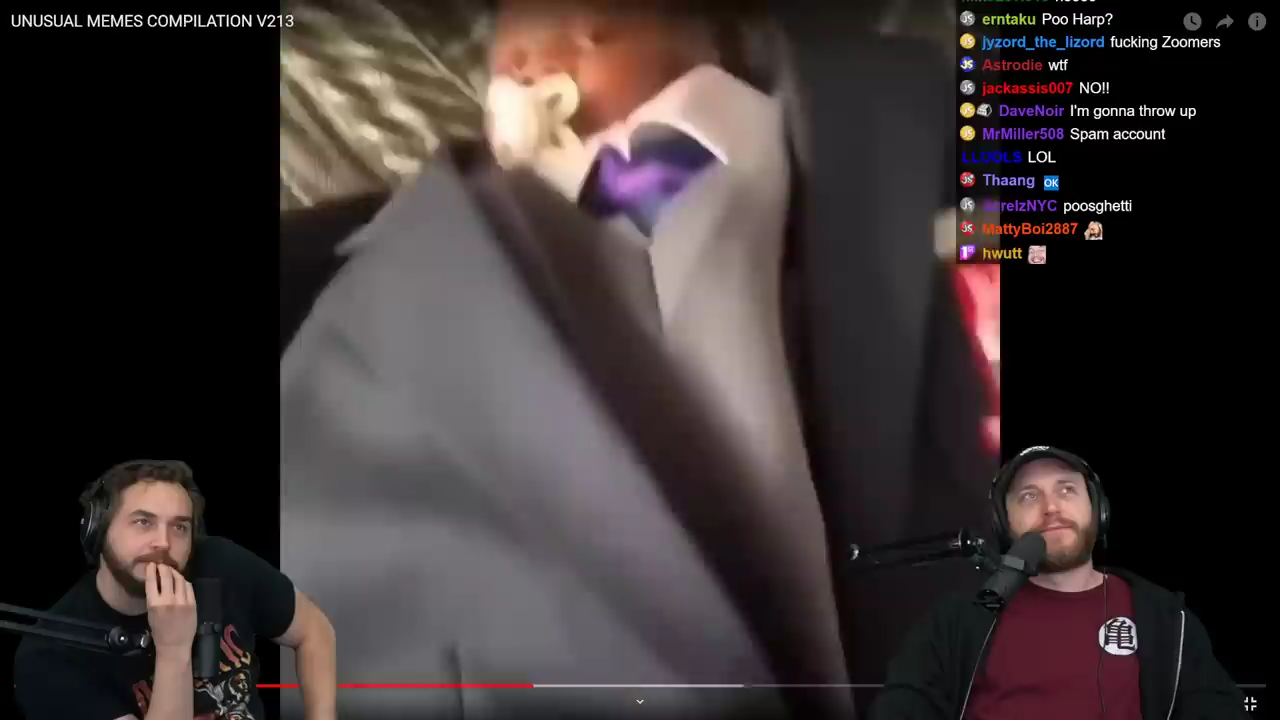 UNUSUAL MEMES COMPILATION V213
erntaku Poo Harp?
jyzord_the_lizord fucking Zoomers
Astrodie wtf
jackassis007 NO!!
DaveNoir I'm gonna throw up
MrMiller508 Spam account
LOL
Thaang OK
poosghetti
MattyBoi2887
hwutt
亀